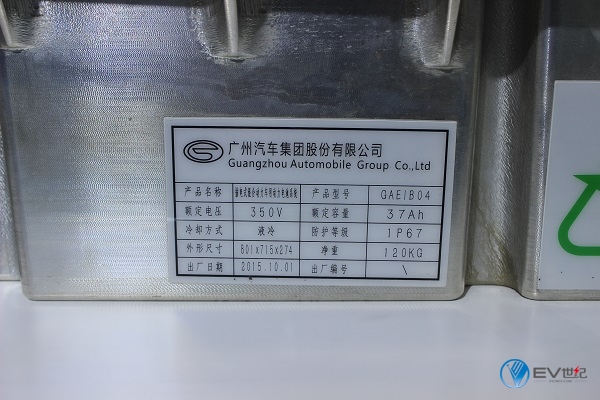 广州汽车集团股份有限公司
Guangzhou Automobile Group Co.,Ltd
产品名称 产品型号 GAEIB04
额定电压 350V 额定容量 37Ah
冷却方式 液冷 防护等级 IP67
外形尺寸 801x715x274 净重 120KG
出厂日期 2015.10.01 出厂编号 \
EV世纪